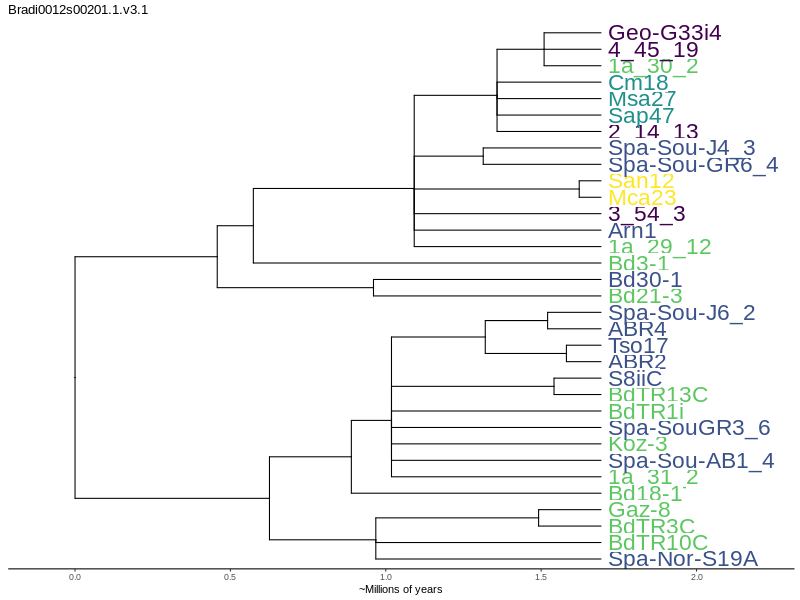 Bradi0012s00201.1.v3.1
Geo-G33i4
4_45_19
1a_30_2
Cm18
Msa27
Sap47
2_14_13
Spa-Sou-J4_3
Spa-Sou-GR6_4
San12
Mca23
3_54_3
Arn1
1a_29_12
Bd3-1
Bd30-1
Bd21-3
Spa-Sou-J6_2
ABR4
Tso17
ABR2
S8iiC
BdTR13C
BdTR1i
Spa-SouGR3_6
Koz-3
Spa-Sou-AB1_4
1a_31_2
Bd18-1
Gaz-8
BdTR3C
BdTR10C
Spa-Nor-S19A
0.0 0.5 1.0 1.5 2.0
~Millions of years